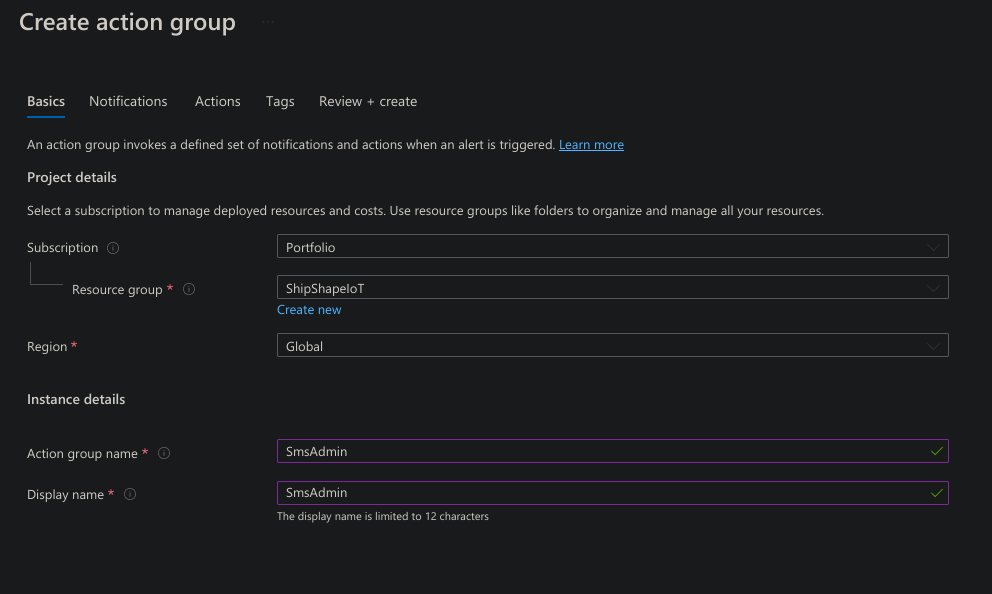 Create action group ...
Basics Notifications Actions Tags Review + create
An action group invokes a defined set of notifications and actions when an alert is triggered. Learn more
Project details
Select a subscription to manage deployed resources and costs. Use resource groups like folders to organize and manage all your resources.
Subscription Portfolio
Resource group * ShipShapeIoT
Create new
Region * Global
Instance details
Action group name * SmsAdmin
Display name * SmsAdmin
The display name is limited to 12 characters